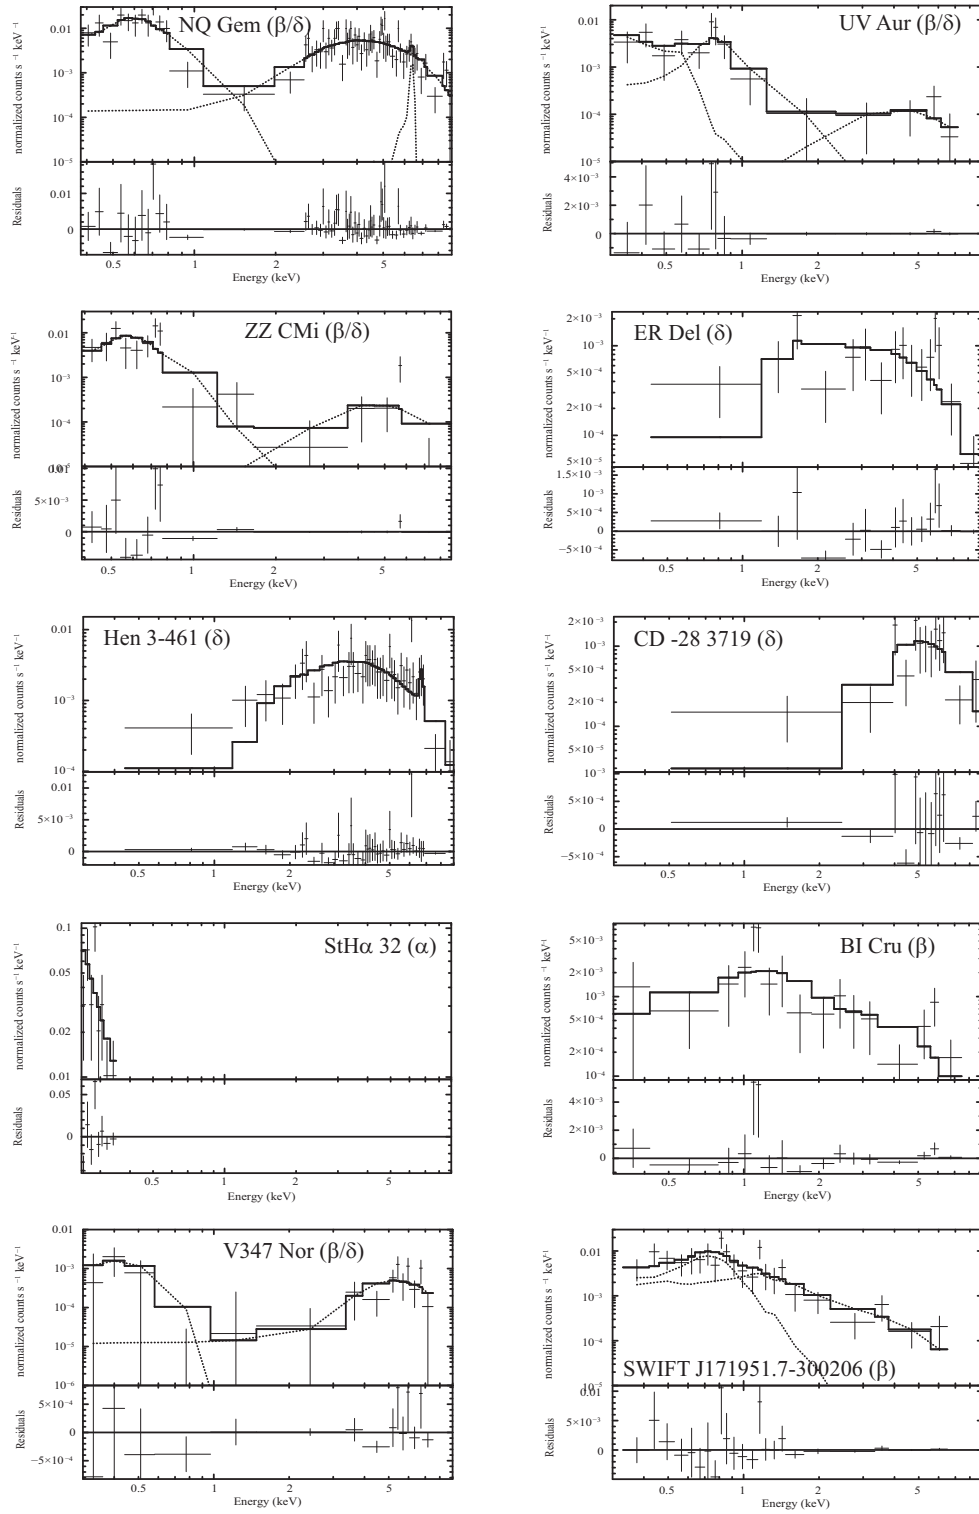 NQ Gem (β/δ)
normalized counts s⁻¹ keV⁻¹
0.01
10⁻³
10⁻⁴
10⁻⁵
Residuals
0.01
0
0.5 1 2 5
Energy (keV)
UV Aur (β/δ)
normalized counts s⁻¹ keV¹
0.01
10⁻³
10⁻⁴
10⁻⁵
Residuals
4×10⁻³
2×10⁻³
0
0.5 1 2 5
Energy (keV)
ZZ CMi (β/δ)
normalized counts s⁻¹ keV⁻¹
0.01
10⁻³
10⁻⁴
Residuals
0.01
5×10⁻³
0
0.5 1 2 5
Energy (keV)
ER Del (δ)
normalized counts s⁻¹ keV⁻¹
2×10⁻³
10⁻³
5×10⁻⁴
2×10⁻⁴
10⁻⁴
5×10⁻⁵
Residuals
1.5×10⁻³
10⁻³
5×10⁻⁴
0
−5×10⁻⁴
0.5 1 2 5
Energy (keV)
Hen 3-461 (δ)
normalized counts s⁻¹ keV⁻¹
0.01
10⁻³
10⁻⁴
Residuals
0.01
5×10⁻³
0
0.5 1 2 5
Energy (keV)
CD -28 3719 (δ)
normalized counts s⁻¹ keV⁻¹
2×10⁻³
10⁻³
5×10⁻⁴
2×10⁻⁴
10⁻⁴
5×10⁻⁵
Residuals
10⁻³
5×10⁻⁴
0
−5×10⁻⁴
0.5 1 2 5
Energy (keV)
StHα 32 (α)
normalized counts s⁻¹ keV⁻¹
0.1
0.05
0.02
0.01
Residuals
0.05
0
0.5 1 2 5
Energy (keV)
BI Cru (β)
normalized counts s⁻¹ keV¹
5×10⁻³
2×10⁻³
10⁻³
5×10⁻⁴
2×10⁻⁴
10⁻⁴
Residuals
4×10⁻³
2×10⁻³
0
0.5 1 2 5
Energy (keV)
V347 Nor (β/δ)
normalized counts s⁻¹ keV⁻¹
0.01
10⁻³
10⁻⁴
10⁻⁵
10⁻⁶
Residuals
5×10⁻⁴
0
−5×10⁻⁴
0.5 1 2 5
Energy (keV)
SWIFT J171951.7-300206 (β)
normalized counts s⁻¹ keV¹
0.01
10⁻³
10⁻⁴
10⁻⁵
Residuals
0.01
5×10⁻³
0
0.5 1 2 5
Energy (keV)